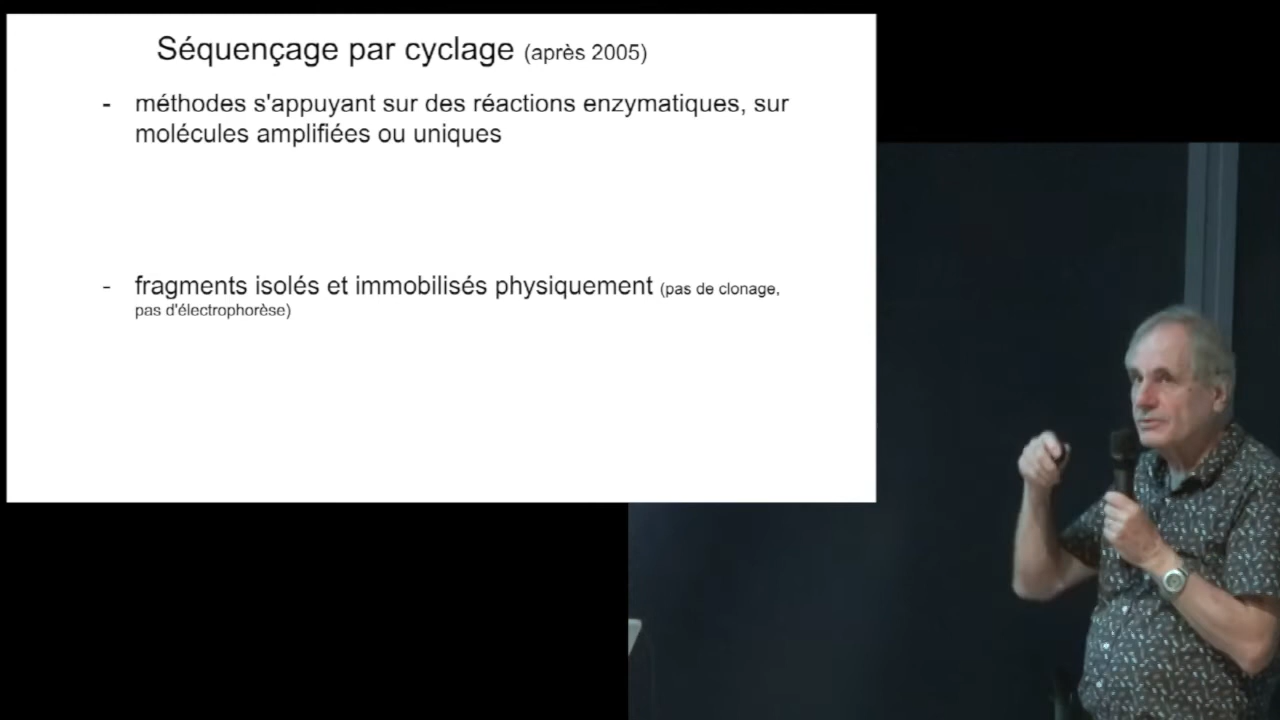 Séquençage par cyclage (après 2005)
- méthodes s'appuyant sur des réactions enzymatiques, sur
molécules amplifiées ou uniques
- fragments isolés et immobilisés physiquement (pas de clonage,
pas d'électrophorèse)